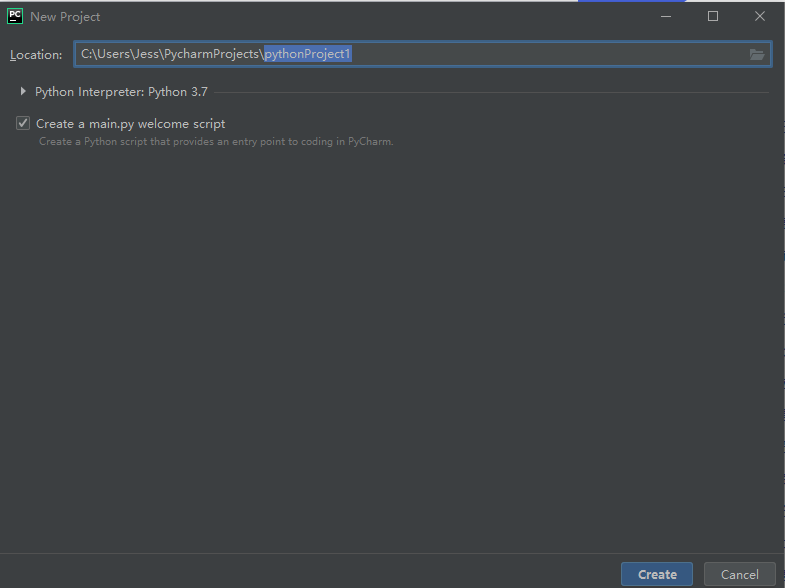 PC New Project
Location: C:\Users\Jess\PycharmProjects\pythonProject1
Python Interpreter: Python 3.7
Create a main.py welcome script
Create a Python script that provides an entry point to coding in PyCharm.
Create Cancel